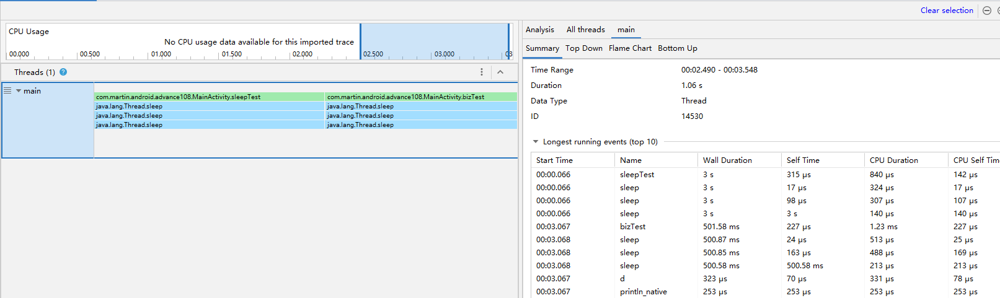 Clear selection
CPU Usage
No CPU usage data available for this imported trace
00.000 00.500 01.000 01.500 02.000 02.500 03.000 03
Threads (1) ?
main
com.martin.android.advance108.MainActivity.sleepTest com.martin.android.advance108.MainActivity.bizTest
java.lang.Thread.sleep java.lang.Thread.sleep
java.lang.Thread.sleep java.lang.Thread.sleep
java.lang.Thread.sleep java.lang.Thread.sleep
Analysis All threads main
Summary Top Down Flame Chart Bottom Up
Time Range 00:02.490 - 00:03.548
Duration 1.06 s
Data Type Thread
ID 14530
Longest running events (top 10)
Start Time Name Wall Duration Self Time CPU Duration CPU Self Tim
00:00.066 sleepTest 3 s 315 μs 840 μs 142 μs
00:00.066 sleep 3 s 17 μs 324 μs 17 μs
00:00.066 sleep 3 s 98 μs 307 μs 107 μs
00:00.066 sleep 3 s 3 s 140 μs 140 μs
00:03.067 bizTest 501.58 ms 227 μs 1.23 ms 227 μs
00:03.068 sleep 500.87 ms 24 μs 513 μs 25 μs
00:03.068 sleep 500.85 ms 163 μs 488 μs 169 μs
00:03.068 sleep 500.58 ms 500.58 ms 213 μs 213 μs
00:03.067 d 323 μs 70 μs 331 μs 78 μs
00:03.067 println_native 253 μs 253 μs 253 μs 253 μs